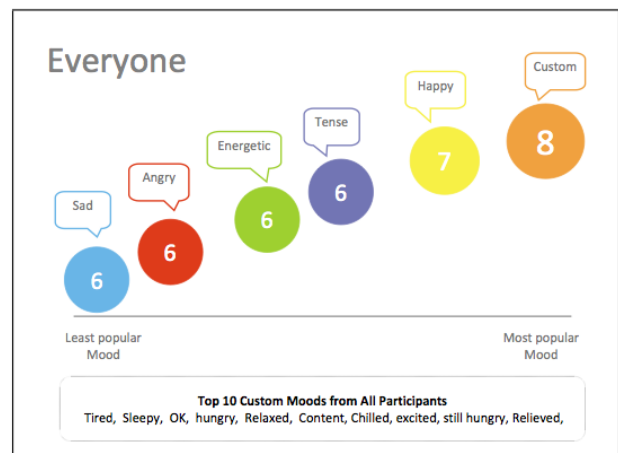 Everyone
Custom
8
Happy
7
Tense
6
Energetic
6
Angry
6
Sad
6
Least popular
Mood
Most popular
Mood
Top 10 Custom Moods from All Participants
Tired, Sleepy, OK, hungry, Relaxed, Content, Chilled, excited, still hungry, Relieved,